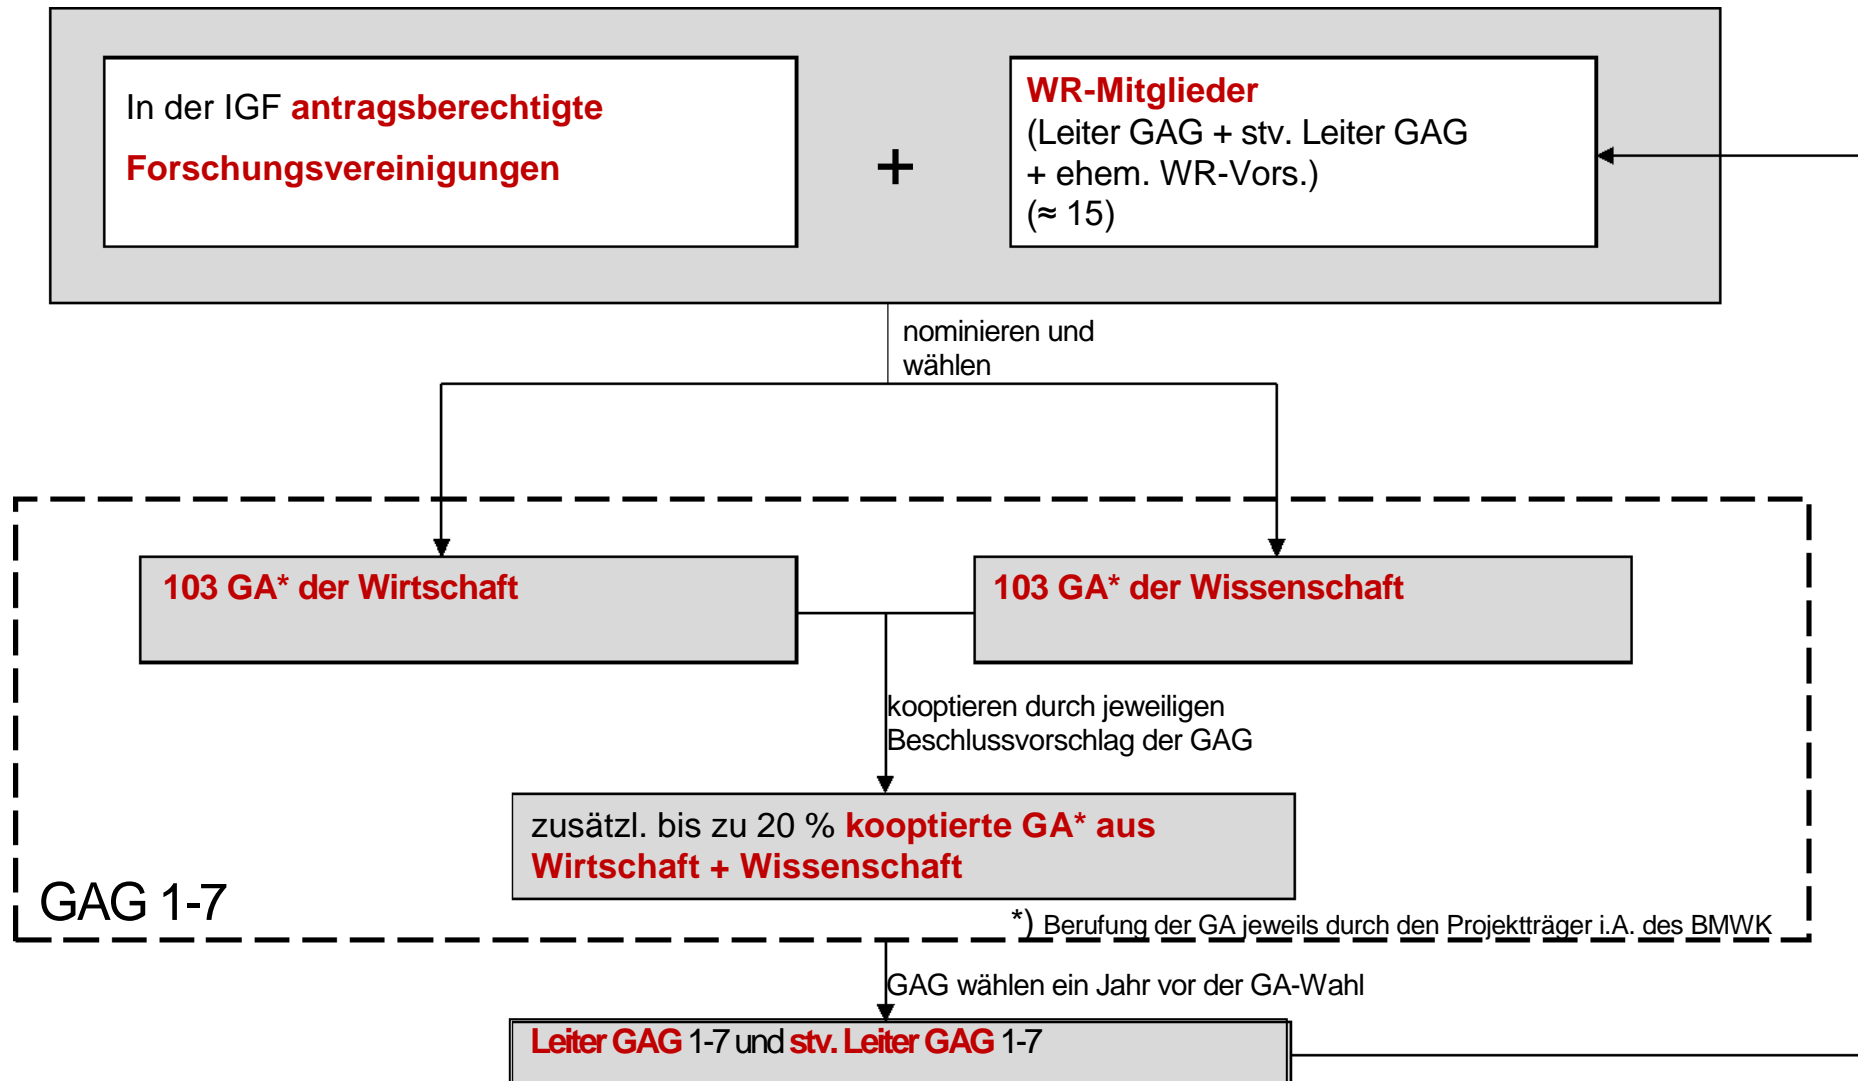 In der IGF antragsberechtigte
Forschungsvereinigungen
+
WR-Mitglieder
(Leiter GAG + stv. Leiter GAG
+ ehem. WR-Vors.)
(≈ 15)
nominieren und
wählen
103 GA* der Wirtschaft
103 GA* der Wissenschaft
kooptieren durch jeweiligen
Beschlussvorschlag der GAG
zusätzl. bis zu 20 % kooptierte GA* aus
Wirtschaft + Wissenschaft
GAG 1-7
*) Berufung der GA jeweils durch den Projektträger i.A. des BMWK
GAG wählen ein Jahr vor der GA-Wahl
Leiter GAG 1-7 und stv. Leiter GAG 1-7